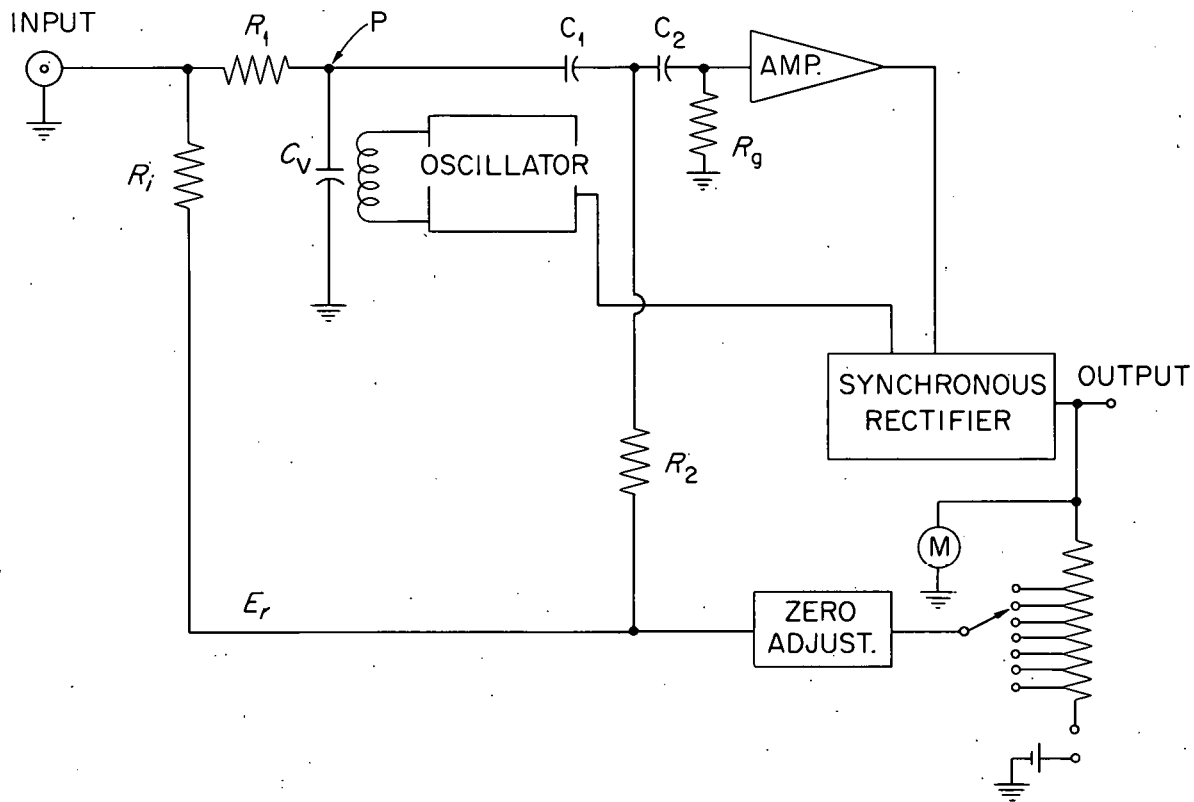 INPUT
R1
P
C1
C2
AMP.
Rg
Ri
CV
OSCILLATOR
SYNCHRONOUS
RECTIFIER
OUTPUT
R2
M
Er
ZERO
ADJUST.